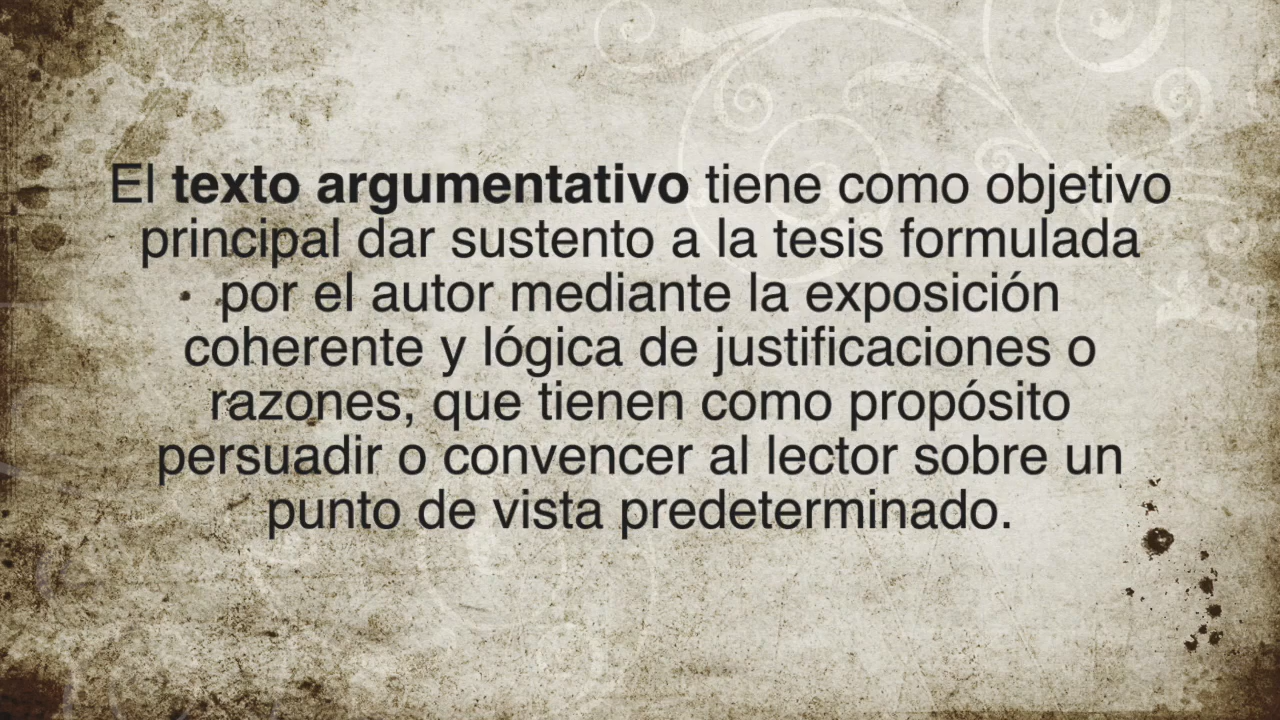 El texto argumentativo tiene como objetivo
principal dar sustento a la tesis formulada
por el autor mediante la exposición
coherente y lógica de justificaciones o
razones, que tienen como propósito
persuadir o convencer al lector sobre un
punto de vista predeterminado.